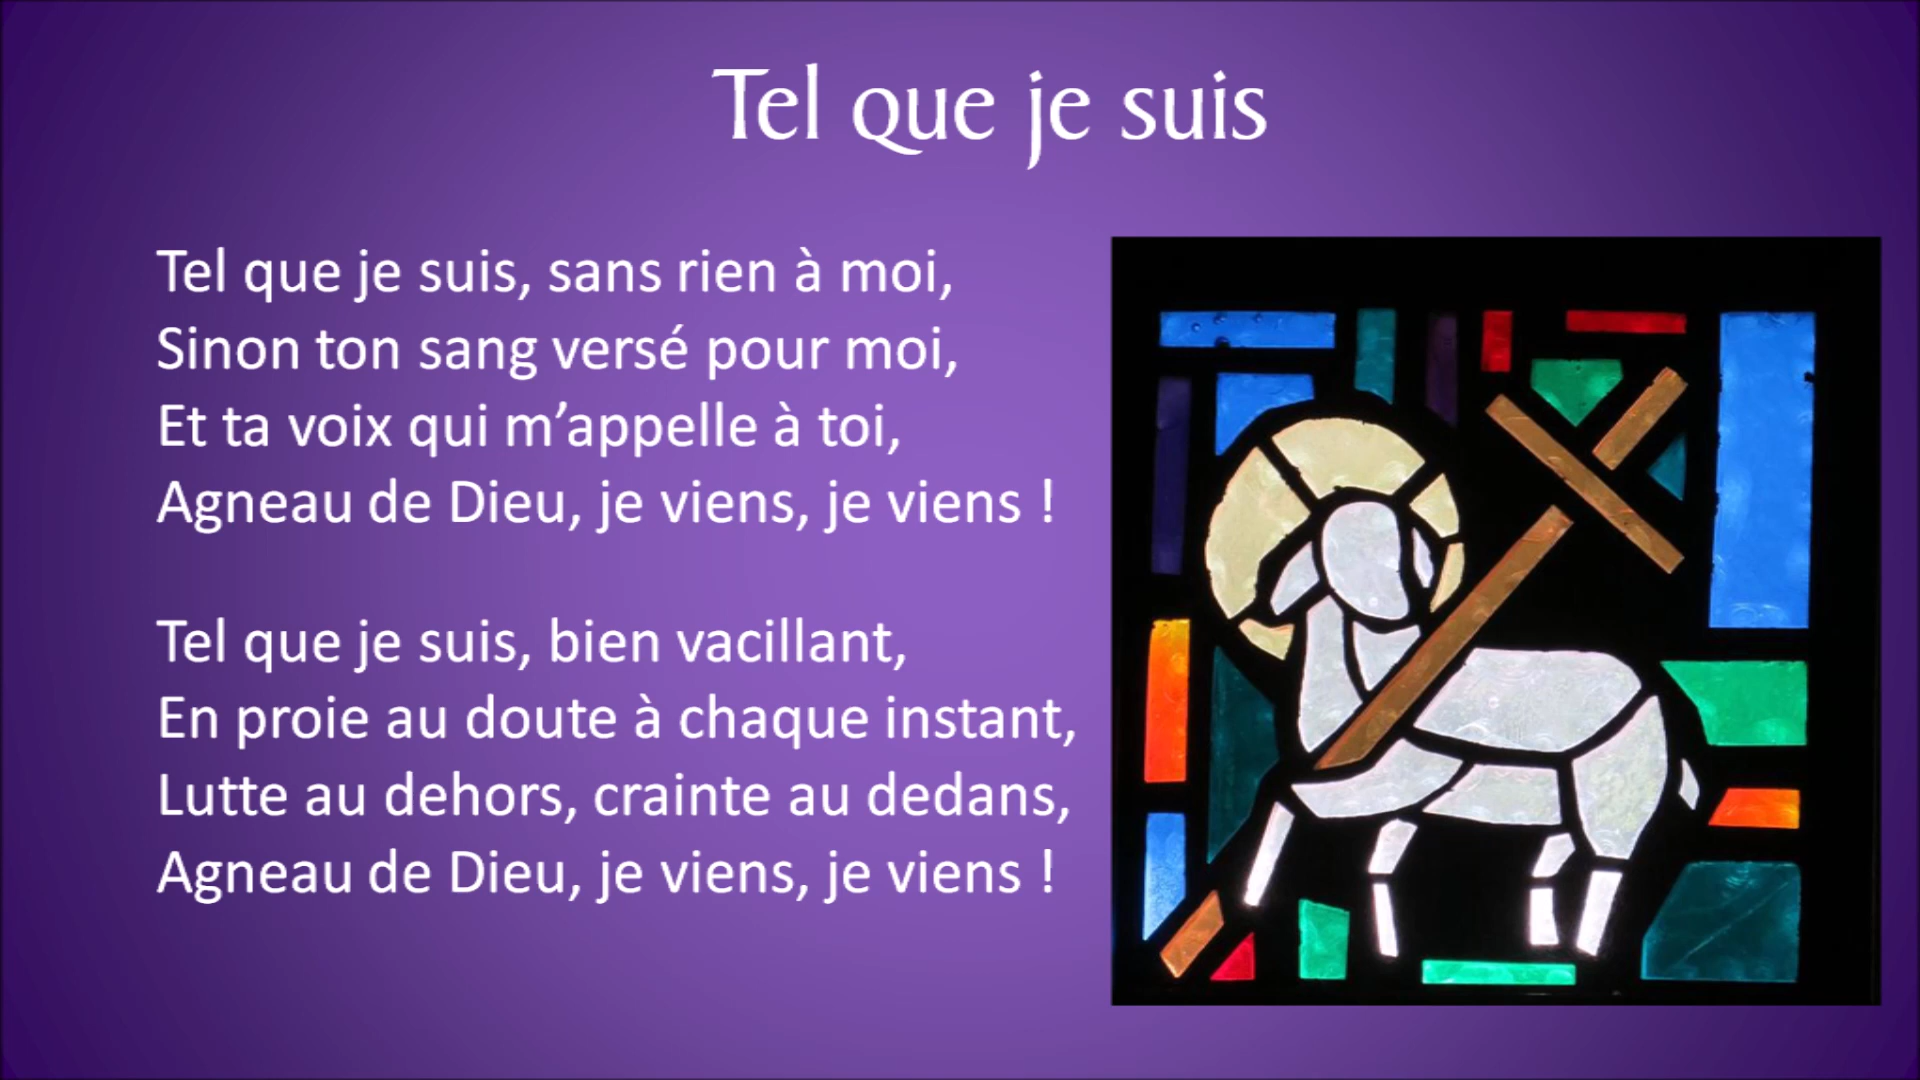 Tel que je suis
Tel que je suis, sans rien à moi,
Sinon ton sang versé pour moi,
Et ta voix qui m’appelle à toi,
Agneau de Dieu, je viens, je viens !
Tel que je suis, bien vacillant,
En proie au doute à chaque instant,
Lutte au dehors, crainte au dedans,
Agneau de Dieu, je viens, je viens !